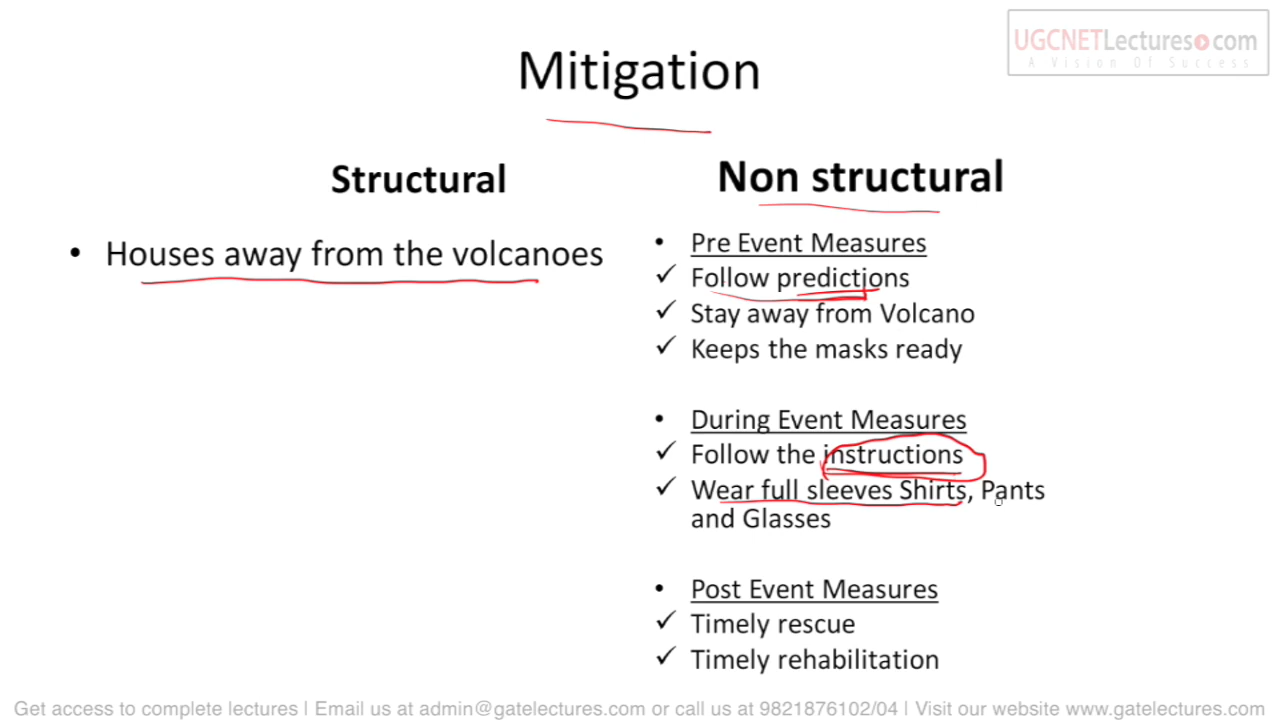 UGCNETLectures.com
A Vision Of Success
Mitigation
Structural
• Houses away from the volcanoes
Non structural
• Pre Event Measures
✓ Follow predictions
✓ Stay away from Volcano
✓ Keeps the masks ready
• During Event Measures
✓ Follow the instructions
✓ Wear full sleeves Shirts, Pants
and Glasses
• Post Event Measures
✓ Timely rescue
✓ Timely rehabilitation
Get access to complete lectures | Email us at admin@gatelectures.com or call us at 9821876102/04 | Visit our website www.gatelectures.com